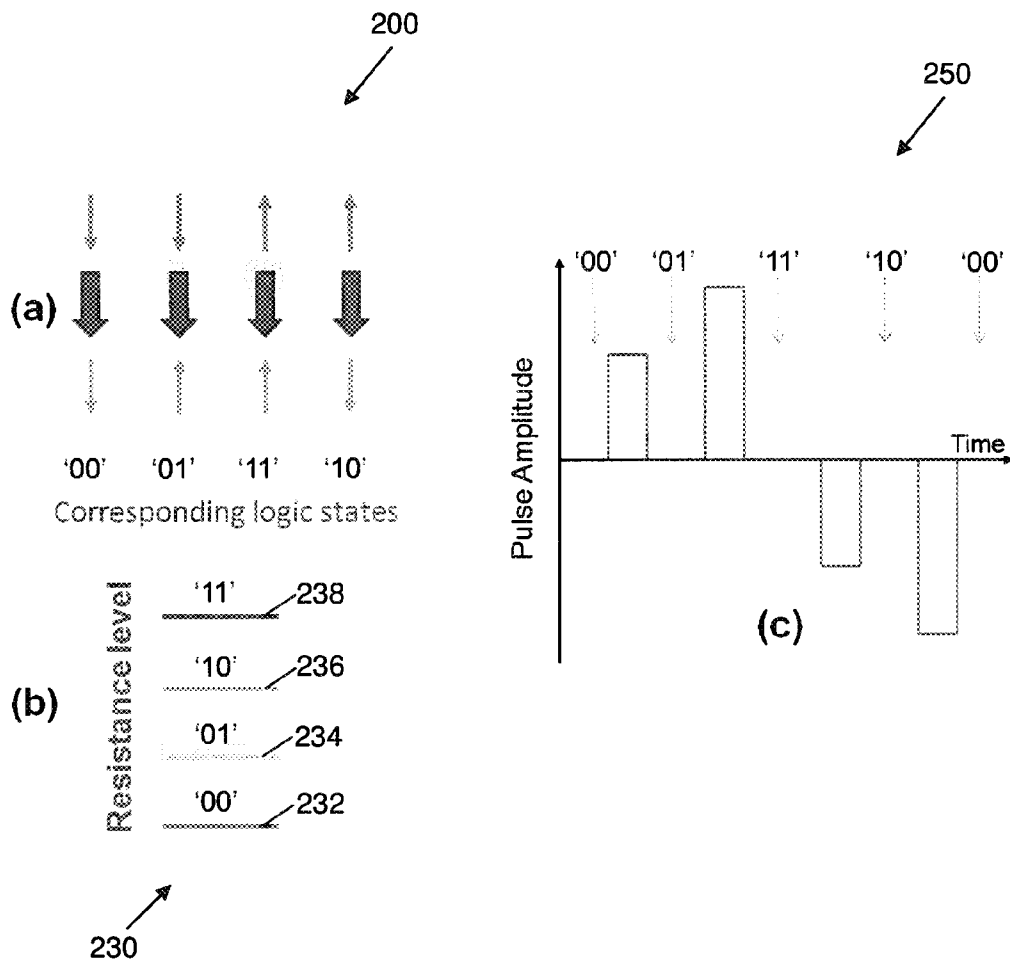 200
250
(a)
'00' '01' '11' '10'
Corresponding logic states
(b)
Resistance level
'11' 238
'10' 236
'01' 234
'00' 232
230
'00' '01' '11' '10' '00'
Pulse Amplitude
Time
(c)